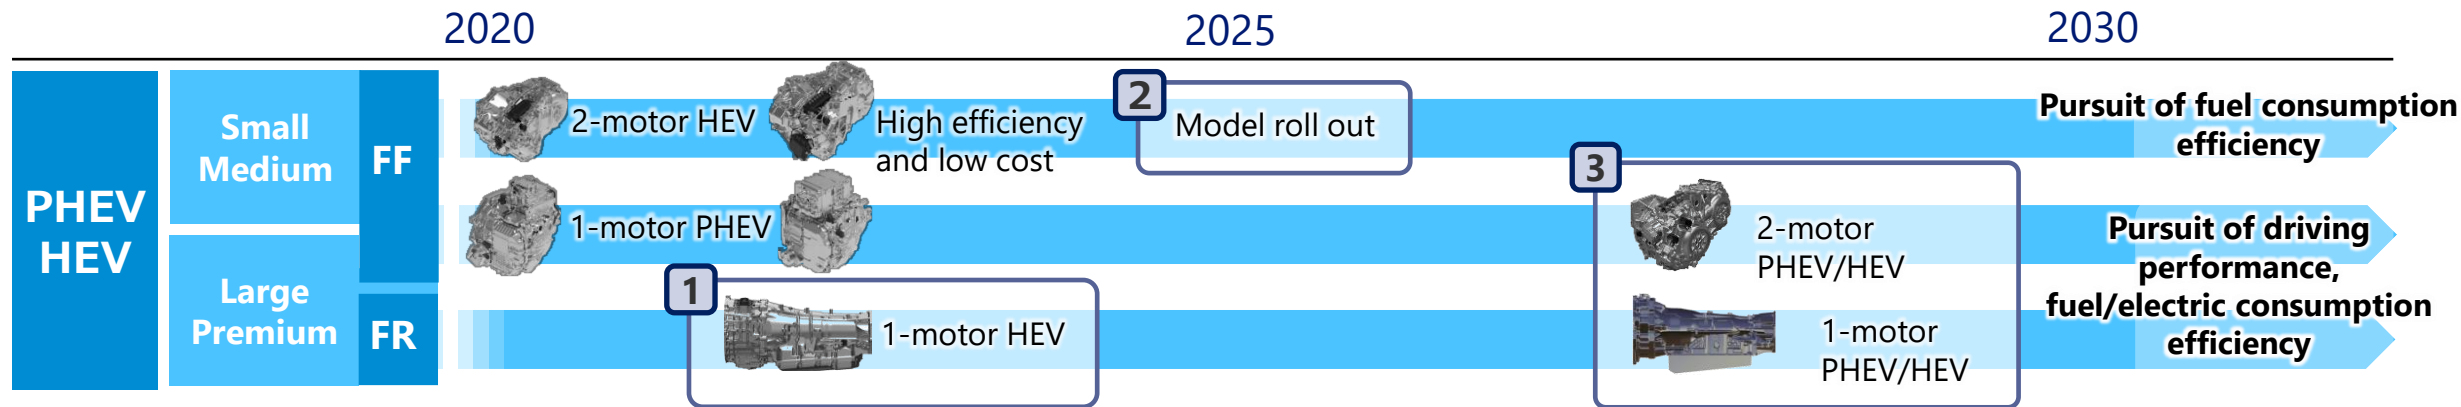 2020
2025
2030
PHEV
HEV
Small
Medium
FF
Large
Premium
FR
2-motor HEV
High efficiency
and low cost
2
Model roll out
Pursuit of fuel consumption
efficiency
1-motor PHEV
3
2-motor
PHEV/HEV
Pursuit of driving
performance,
fuel/electric consumption
efficiency
1
1-motor HEV
1-motor
PHEV/HEV